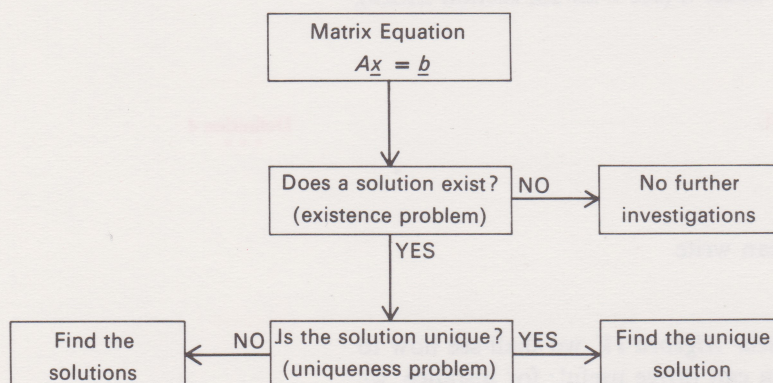 Matrix Equation
Ax = b
Does a solution exist?
(existence problem)
NO
No further
investigations
YES
Find the
solutions
NO
Is the solution unique?
(uniqueness problem)
YES
Find the unique
solution